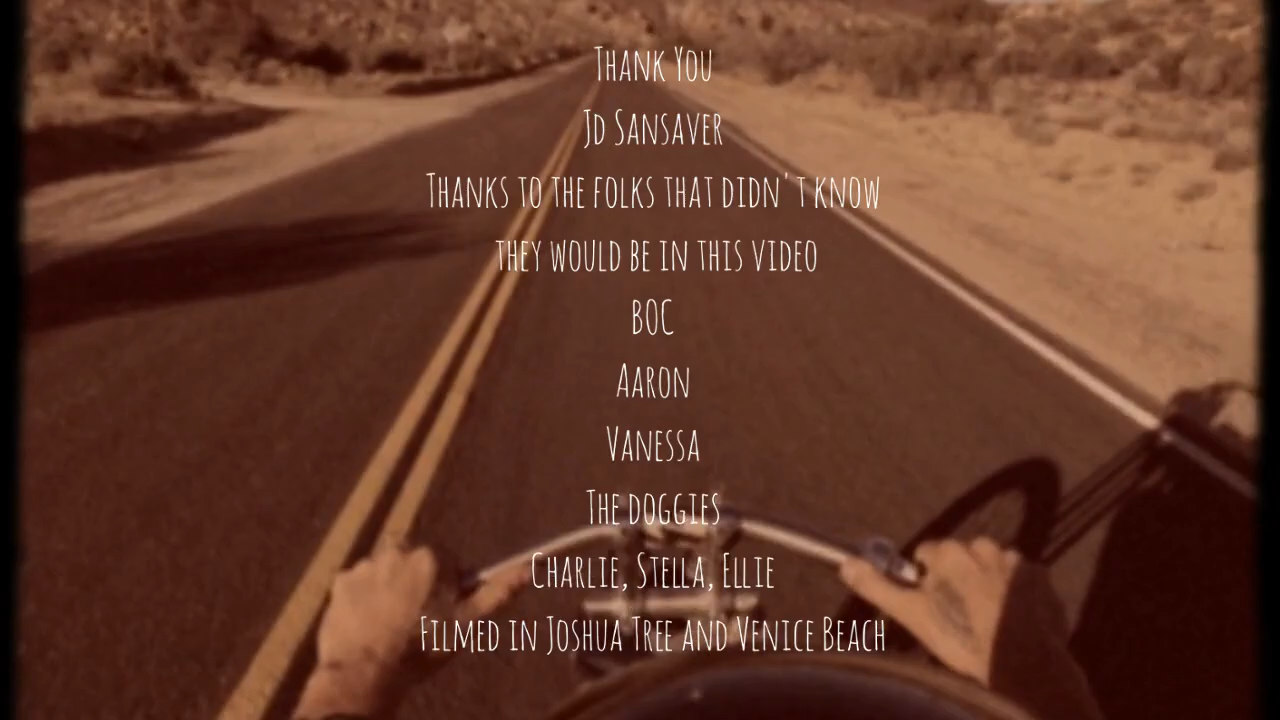 Thank You
Jd Sansaver
Thanks to the folks that didn't know
they would be in this video
BOC
Aaron
Vanessa
The doggies
Charlie, Stella, Ellie
Filmed in Joshua Tree and Venice Beach